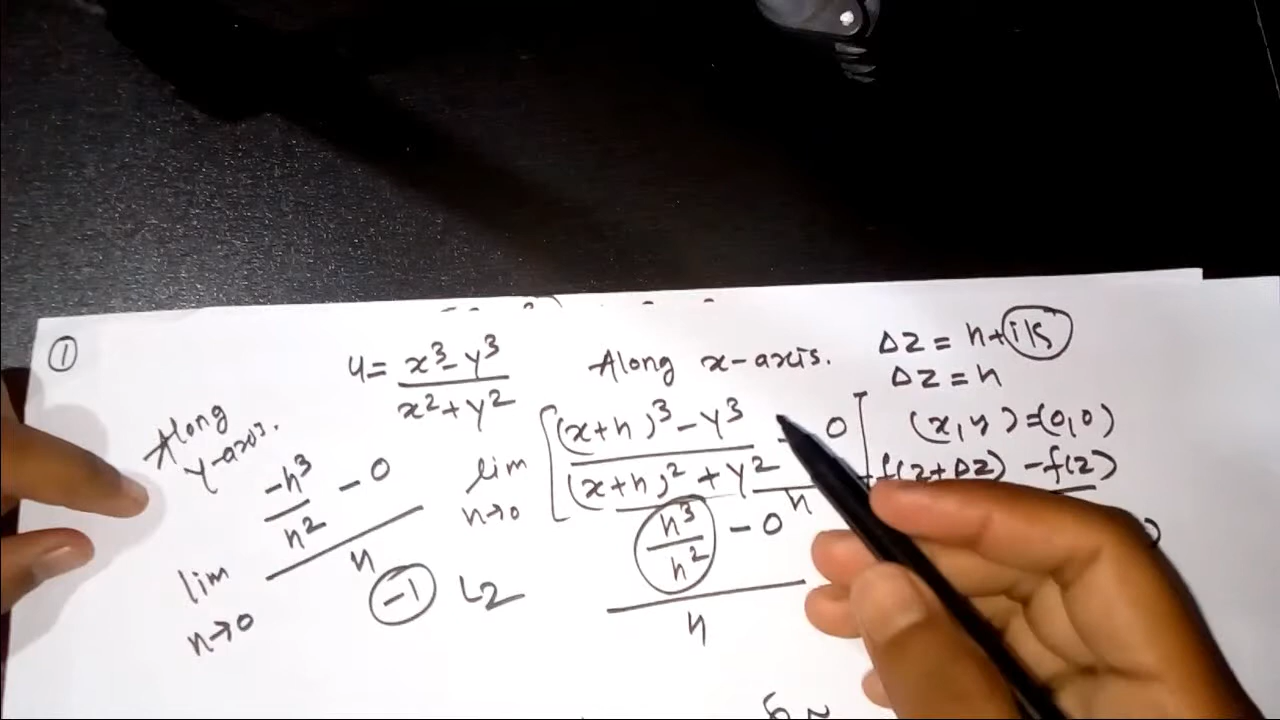 ①
u = x³ - y³ / x² + y²
Along x-axis.
Δz = h + ik
Δz = h
Along y-axis.
lim h→0 [ (x+h)³ - y³ / (x+h)² + y² - 0 ] / h
(x, y) = (0,0)
f(z+Δz) - f(z)
lim h→0 -h³ / h² - 0 / h
-1 L2
h³ / h² - 0 / h